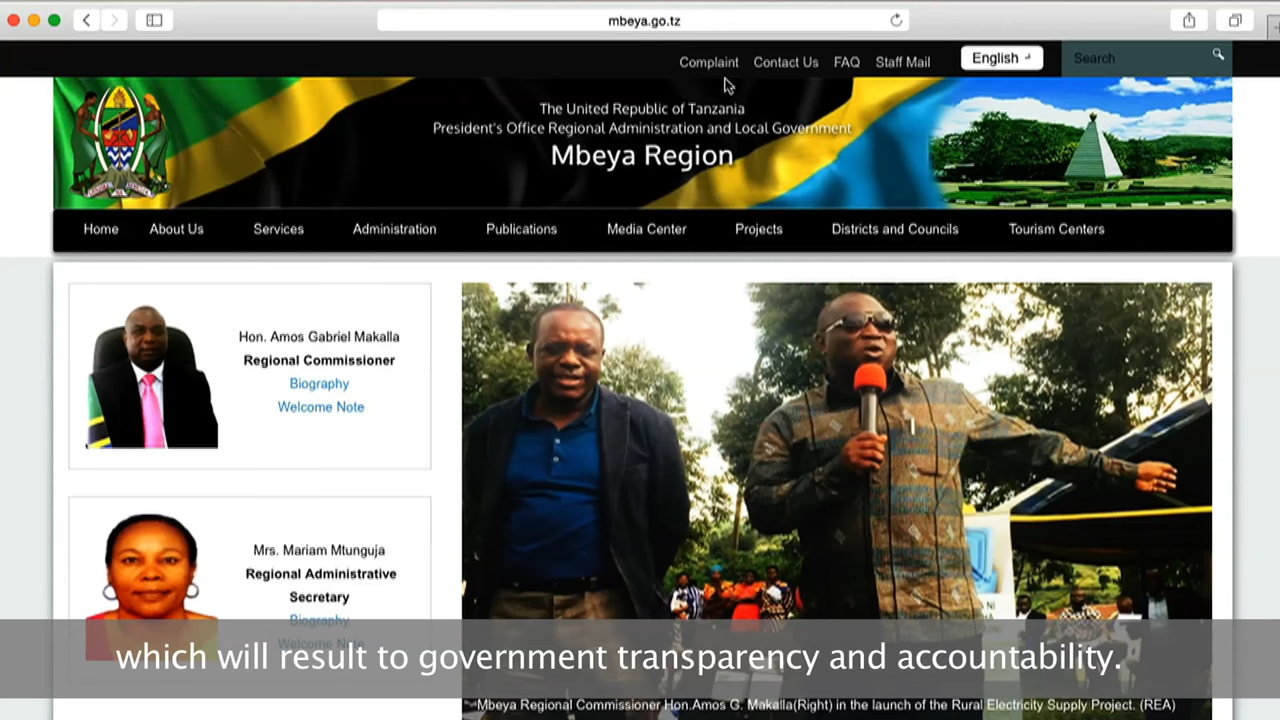 mbeya.go.tz
Complaint Contact Us FAQ Staff Mail English Search
The United Republic of Tanzania
President's Office Regional Administration and Local Government
Mbeya Region
Home About Us Services Administration Publications Media Center Projects Districts and Councils Tourism Centers
Hon. Amos Gabriel Makalla
Regional Commissioner
Biography
Welcome Note
Mrs. Mariam Mtunguja
Regional Administrative
Secretary
Biography
Welcome Note
which will result to government transparency and accountability.
Mbeya Regional Commissioner Hon.Amos G. Makalla(Right) in the launch of the Rural Electricity Supply Project. (REA)